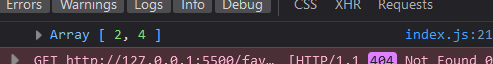 Errors Warnings Logs Info Debug CSS XHR Requests
Array [ 2, 4 ] index.js:21
GET http://127.0.0.1:5500/fav… [HTTP/1.1 404 Not Found 0